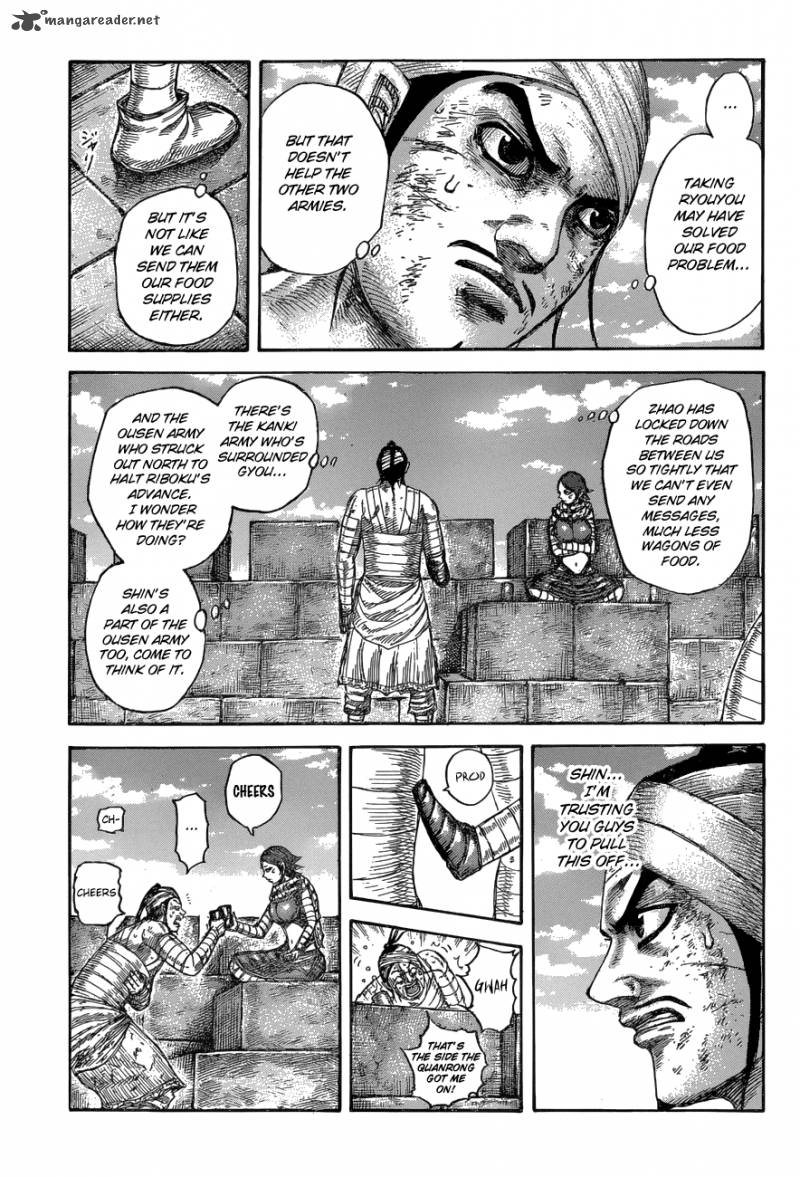 mangareader.net
...
TAKING
RYOUYOU
MAY HAVE
SOLVED
OUR FOOD
PROBLEM...
BUT THAT
DOESN'T
HELP THE
OTHER TWO
ARMIES.
BUT IT'S
NOT LIKE
WE CAN
SEND THEM
OUR FOOD
SUPPLIES
EITHER.
ZHAO HAS
LOCKED DOWN
THE ROADS
BETWEEN US
SO TIGHTLY THAT
WE CAN'T EVEN
SEND ANY
MESSAGES,
MUCH LESS
WAGONS OF
FOOD.
THERE'S
THE KANKI
ARMY WHO'S
SURROUNDED
GYOU...
AND THE
OUSEN ARMY
WHO STRUCK
OUT NORTH TO
HALT RIBOKU'S
ADVANCE.
I WONDER
HOW THEY'RE
DOING?
SHIN'S
ALSO A
PART OF THE
OUSEN ARMY
TOO, COME TO
THINK OF IT.
SHIN...
I'M
TRUSTING
YOU GUYS
TO PULL
THIS OFF...
PROD
GWAH
THAT'S
THE SIDE THE
QUANRONG
GOT ME
ON!
CHEERS
...
CH-
CHEERS